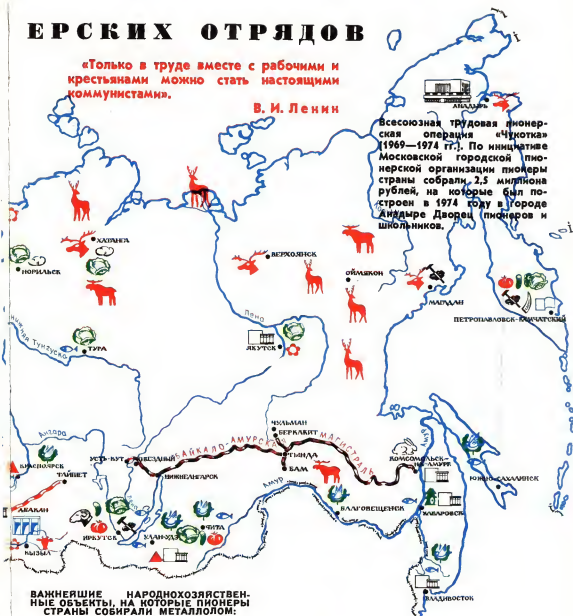 ЕРСКИХ ОТРЯДОВ
«Только в труде вместе с рабочими и
крестьянами можно стать настоящими
коммунистами».
В. И. Ленин
АНАДЫРЬ
Всесоюзная трудовая пионер-
ская операция «Чукотка»
(1969—1974 гг.). По инициативе
Московской городской пио-
нерской организации пионеры
страны собрали 2,5 миллиона
рублей, на которые был по-
строен в 1974 году в городе
Анадыре Дворец пионеров и
школьников.
ХАТАНГА
НОРИЛЬСК
ВЕРХОЯНСК
ОЙМЯКОН
МАГАДАН
ПЕТРОПАВЛОВСК-КАМЧАТСКИЙ
Нижняя Тунгуска
ТУРА
Лена
ЯКУТСК
ЧУЛЬМАН
БЕРКАКИТ
БАЙКАЛО-АМУРСКАЯ МАГИСТРАЛЬ
ТЫНДА
БАМ
Ангара
УСТЬ-КУТ
ЗВЕЗДНЫЙ
НИЖНЕАНГАРСК
КРАСНОЯРСК
ТАЙШЕТ
АБАКАН
КЫЗЫЛ
ИРКУТСК
УЛАН-УДЭ
ЧИТА
Амур
БЛАГОВЕЩЕНСК
Амур
КОМСОМОЛЬСК-
НА-АМУРЕ
ХАБАРОВСК
ЮЖНО-САХАЛИНСК
ВЛАДИВОСТОК
ВАЖНЕЙШИЕ НАРОДНОХОЗЯЙСТВЕН-
НЫЕ ОБЪЕКТЫ, НА КОТОРЫЕ ПИОНЕРЫ
СТРАНЫ СОБИРАЛИ МЕТАЛЛОЛОМ: